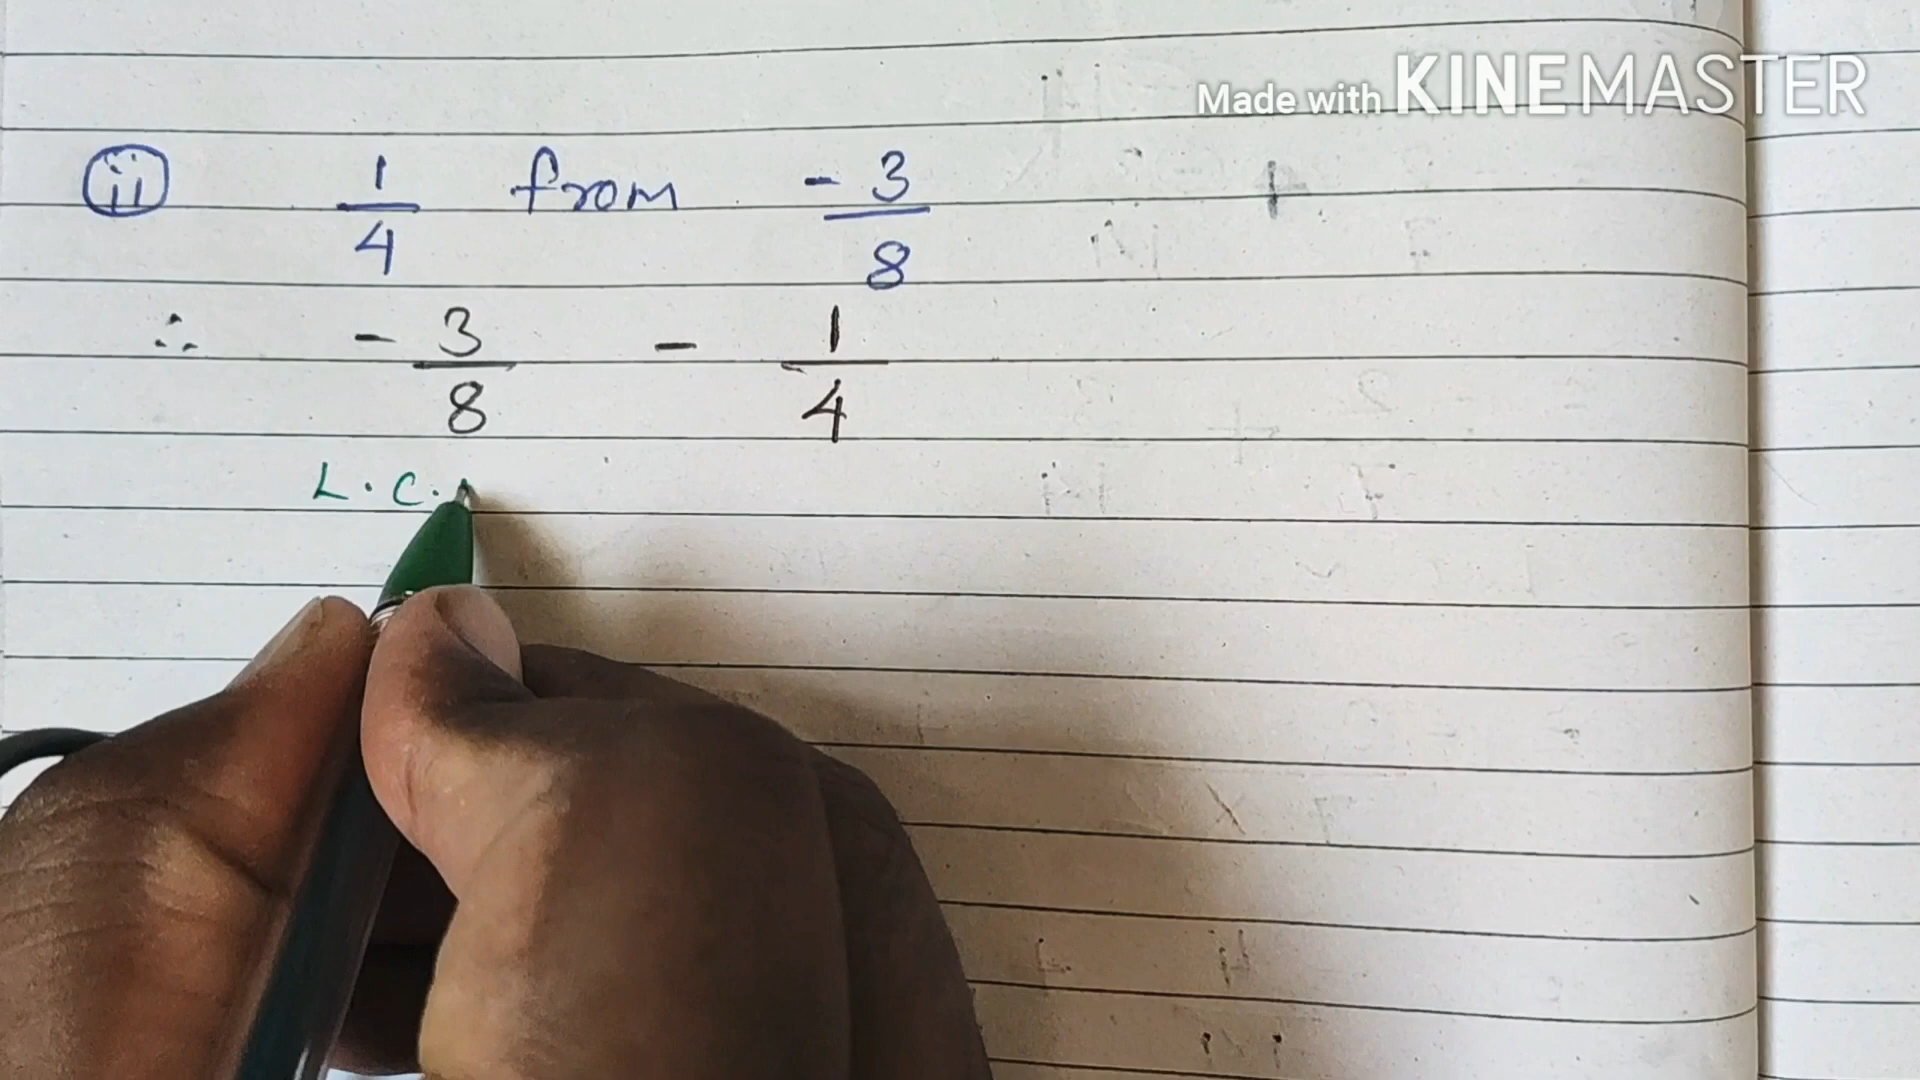 Made with KINEMASTER
ii 1/4 from -3/8
∴ -3/8 - 1/4
L.C.